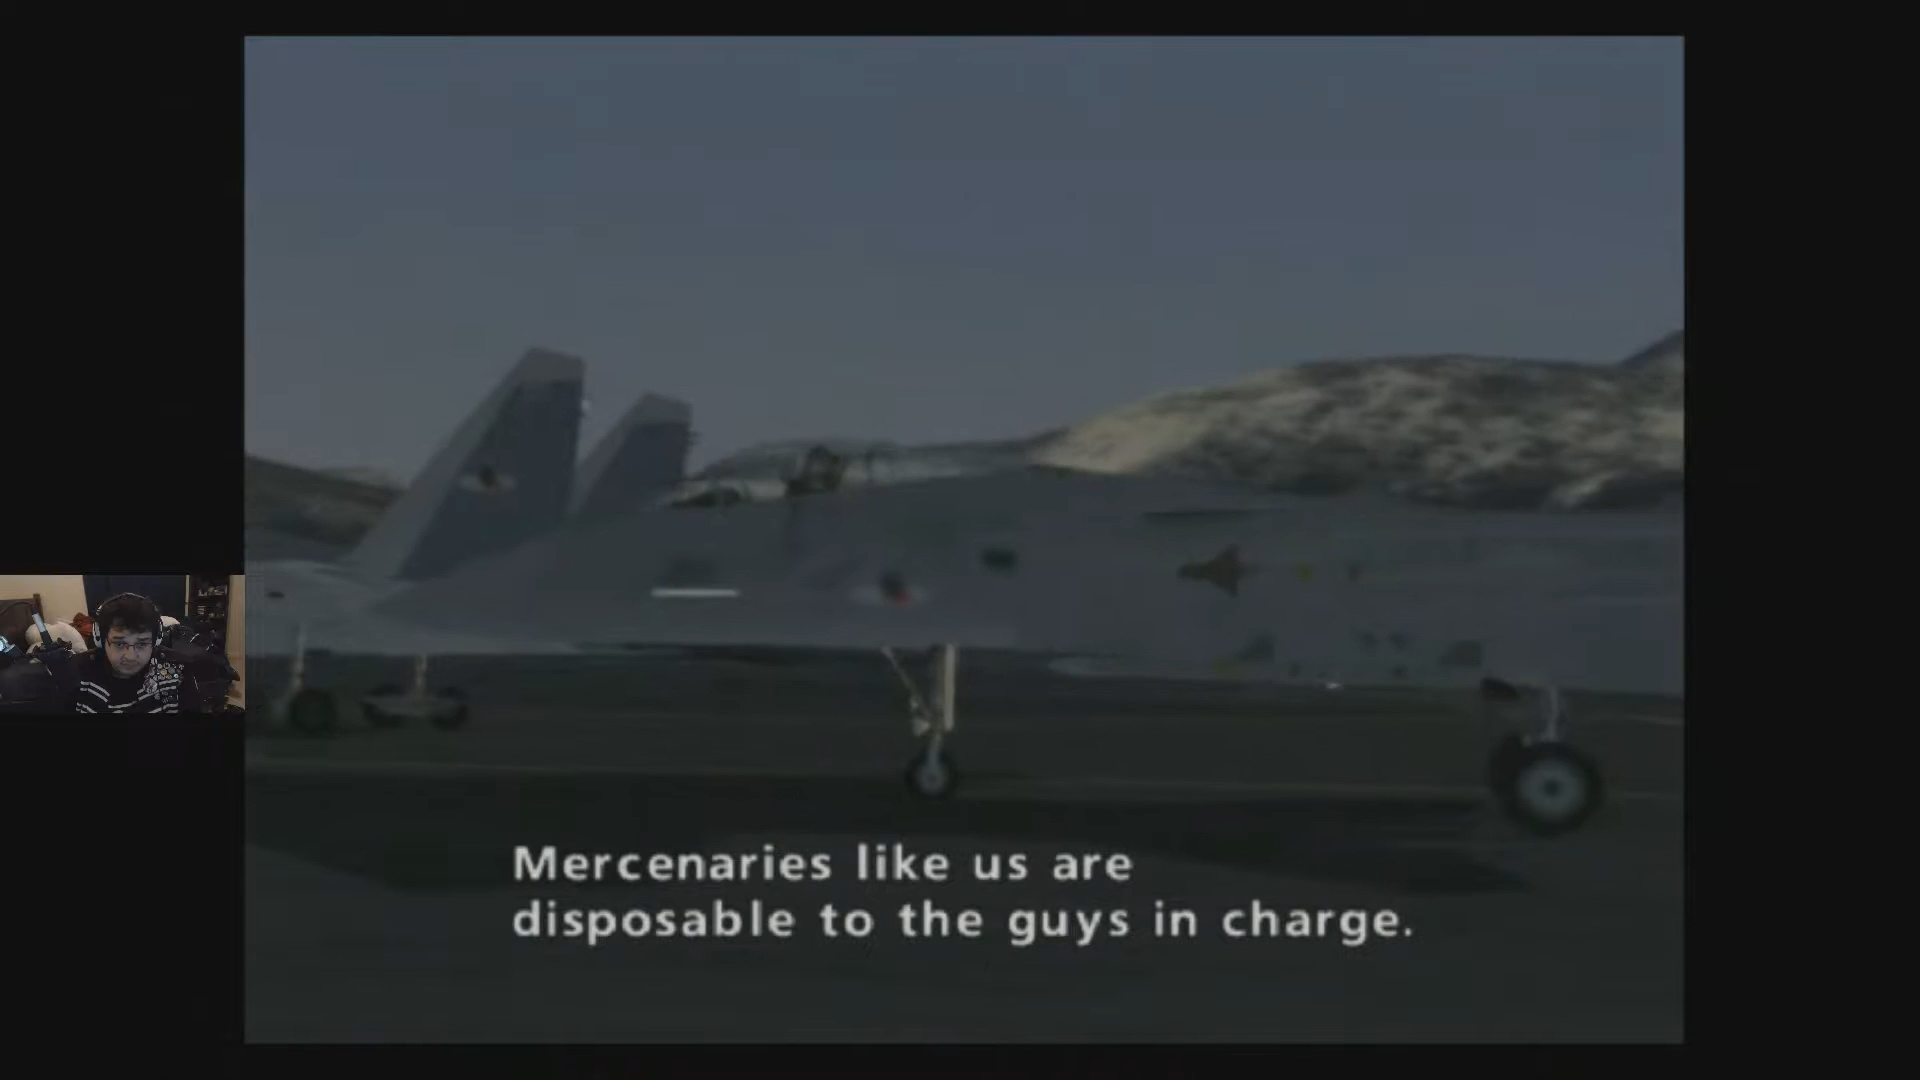 Mercenaries like us are
disposable to the guys in charge.